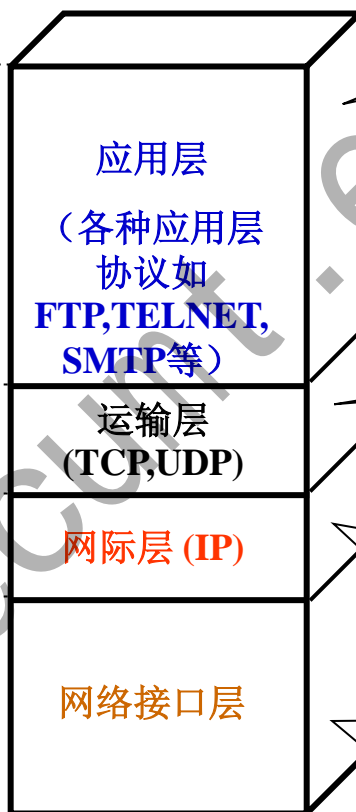 应用层
（各种应用层
协议如
FTP,TELNET,
SMTP等）
运输层
(TCP,UDP)
网际层 (IP)
网络接口层
cumt.e